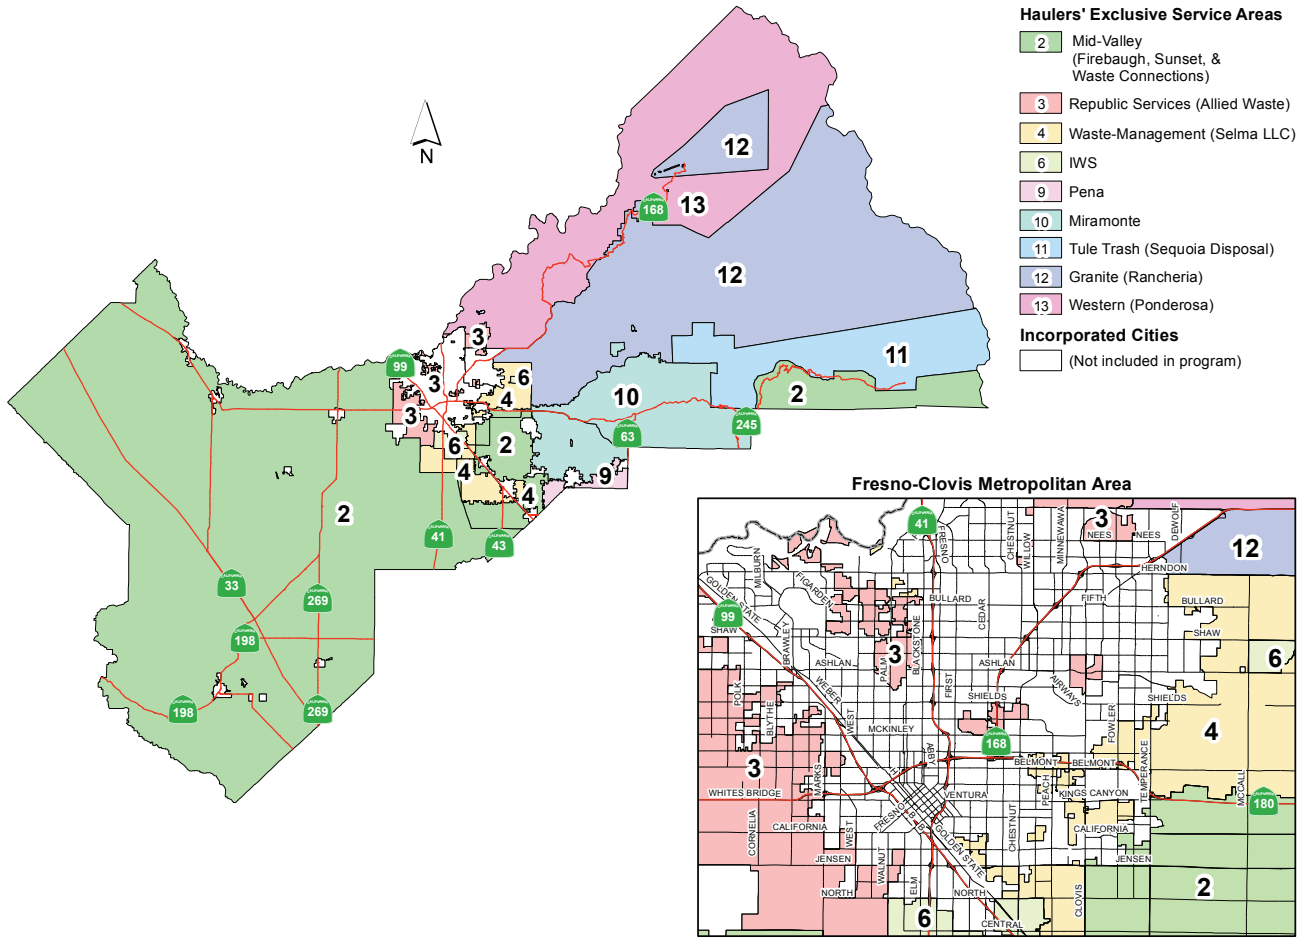 Haulers' Exclusive Service Areas
2 Mid-Valley
(Firebaugh, Sunset, &
Waste Connections)
3 Republic Services (Allied Waste)
4 Waste-Management (Selma LLC)
6 IWS
9 Pena
10 Miramonte
11 Tule Trash (Sequoia Disposal)
12 Granite (Rancheria)
13 Western (Ponderosa)
Incorporated Cities
(Not included in program)
N
12
168
13
12
3
99
3
6
11
4
10
2
3
245
63
6
2
4
9
4
2
41
43
33
269
198
198
269
Fresno-Clovis Metropolitan Area
41
3
FRESNO
CHESTNUT
WILLOW
MINNEWAWA
NEES
NEES
DEWOLF
12
HERNDON
MILBURN
FIGARDEN
GOLDEN STATE
BULLARD
CEDAR
FIFTH
BULLARD
99
SHAW
BRAWLEY
BLACKSTONE
SHAW
3
PALM
ASHLAN
ASHLAN
6
POLK
WEBER
FIRST
SHIELDS
AIRWAYS
SHIELDS
BLYTHE
WEST
MCKINLEY
FOWLER
4
168
ABBY
3
MARKS
H
BELMONT
BELMONT
TEMPERANCE
WHITES BRIDGE
VENTURA
PEACH
KINGS CANYON
MCCALL
180
CORNELIA
CALIFORNIA
WEST
FRESNO
B
B
GOLDEN STATE
CHESTNUT
CALIFORNIA
JENSEN
WALNUT
JENSEN
NORTH
ELM
NORTH
CLOVIS
2
6
CENTRAL